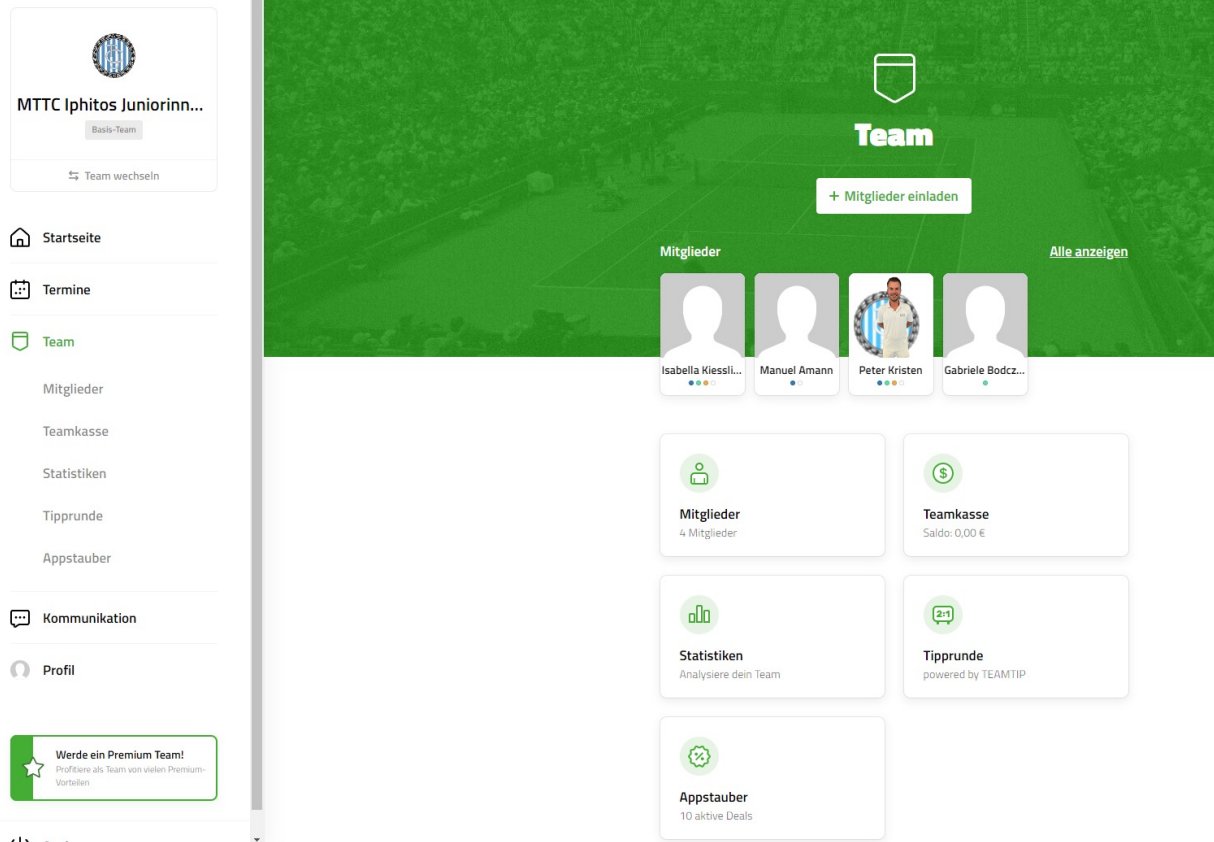 MTTC Iphitos Juniorinn...
Basis-Team
Team wechseln
Startseite
Termine
Team
Mitglieder
Teamkasse
Statistiken
Tipprunde
Appstauber
Kommunikation
Profil
Werde ein Premium Team!
Profitiere als Team von vielen Premium-
Vorteilen
Team
+ Mitglieder einladen
Mitglieder
Alle anzeigen
Isabella Kiessli...
Manuel Amann
Peter Kristen
Gabriele Bodcz...
Mitglieder
4 Mitglieder
Teamkasse
Saldo: 0,00 €
Statistiken
Analysiere dein Team
2:1
Tipprunde
powered by TEAMTIP
Appstauber
10 aktive Deals